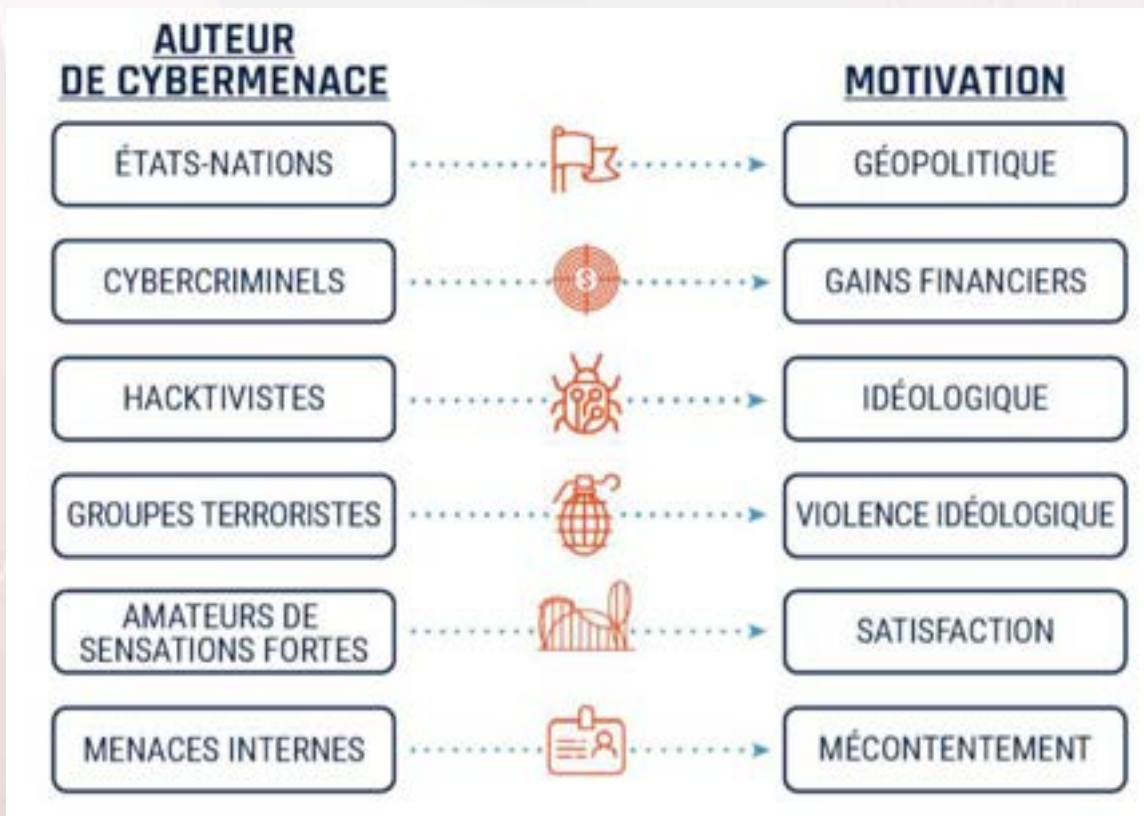 AUTEUR
DE CYBERMENACE
MOTIVATION
ÉTATS-NATIONS
GÉOPOLITIQUE
CYBERCRIMINELS
$
GAINS FINANCIERS
HACKTIVISTES
IDÉOLOGIQUE
GROUPES TERRORISTES
VIOLENCE IDÉOLOGIQUE
AMATEURS DE
SENSATIONS FORTES
SATISFACTION
MENACES INTERNES
MÉCONTENTEMENT